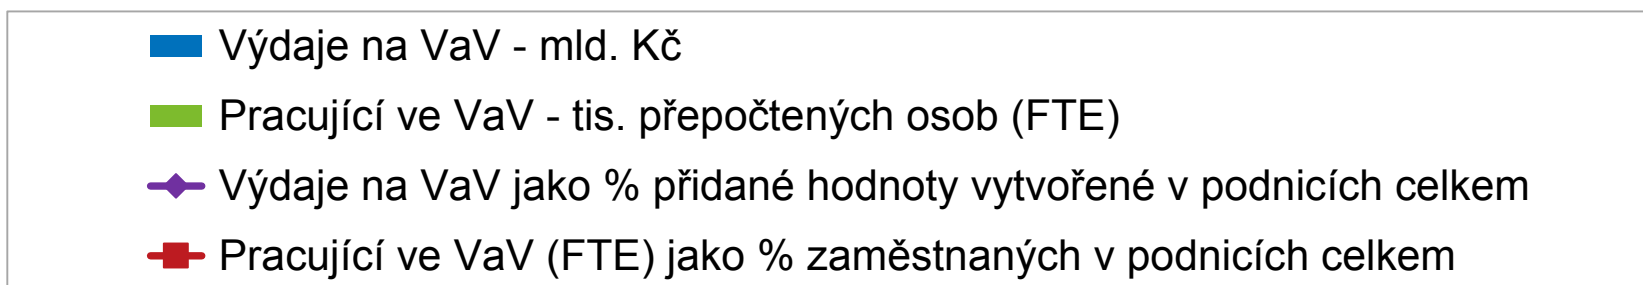 Výdaje na VaV - mld. Kč
Pracující ve VaV - tis. přepočtených osob (FTE)
Výdaje na VaV jako % přidané hodnoty vytvořené v podnicích celkem
Pracující ve VaV (FTE) jako % zaměstnaných v podnicích celkem